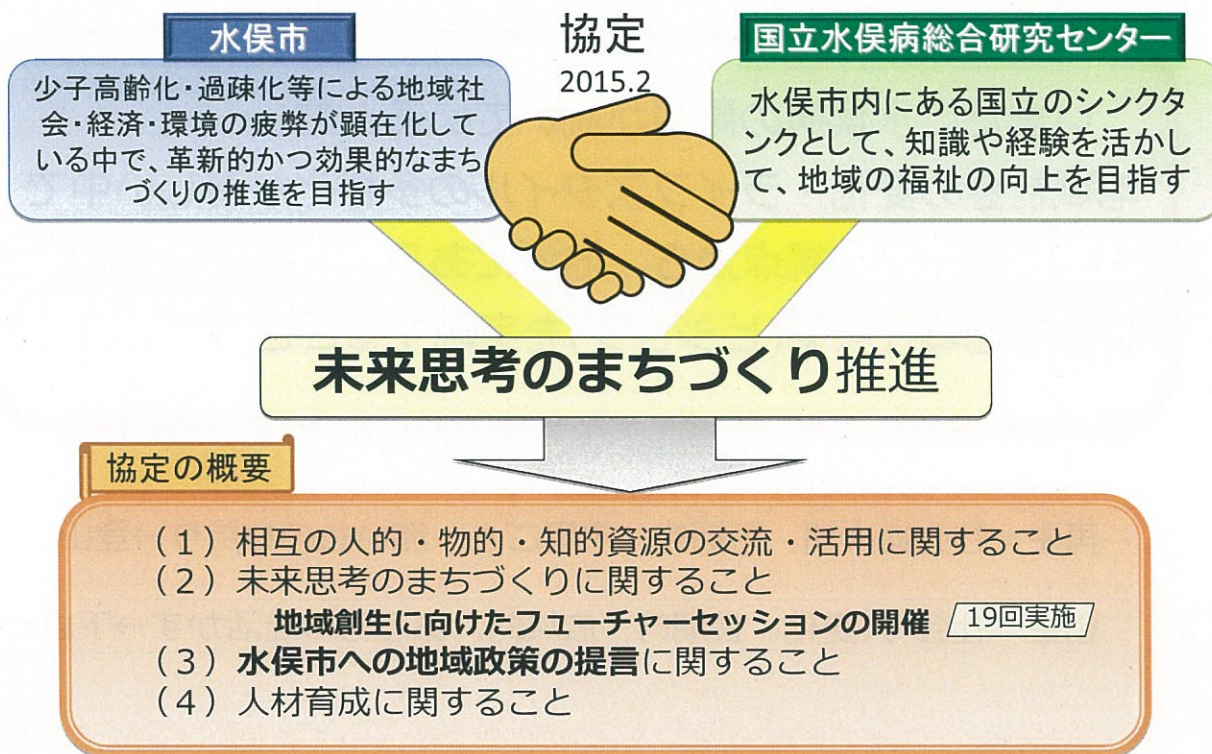 水俣市
少子高齢化・過疎化等による地域社
会・経済・環境の疲弊が顕在化して
いる中で、革新的かつ効果的なまち
づくりの推進を目指す
協定
2015.2
国立水俣病総合研究センター
水俣市内にある国立のシンクタ
ンクとして、知識や経験を活かし
て、地域の福祉の向上を目指す
未来思考のまちづくり推進
協定の概要
（1）相互の人的・物的・知的資源の交流・活用に関すること
（2）未来思考のまちづくりに関すること
地域創生に向けたフューチャーセッションの開催 19回実施
（3）水俣市への地域政策の提言に関すること
（4）人材育成に関すること